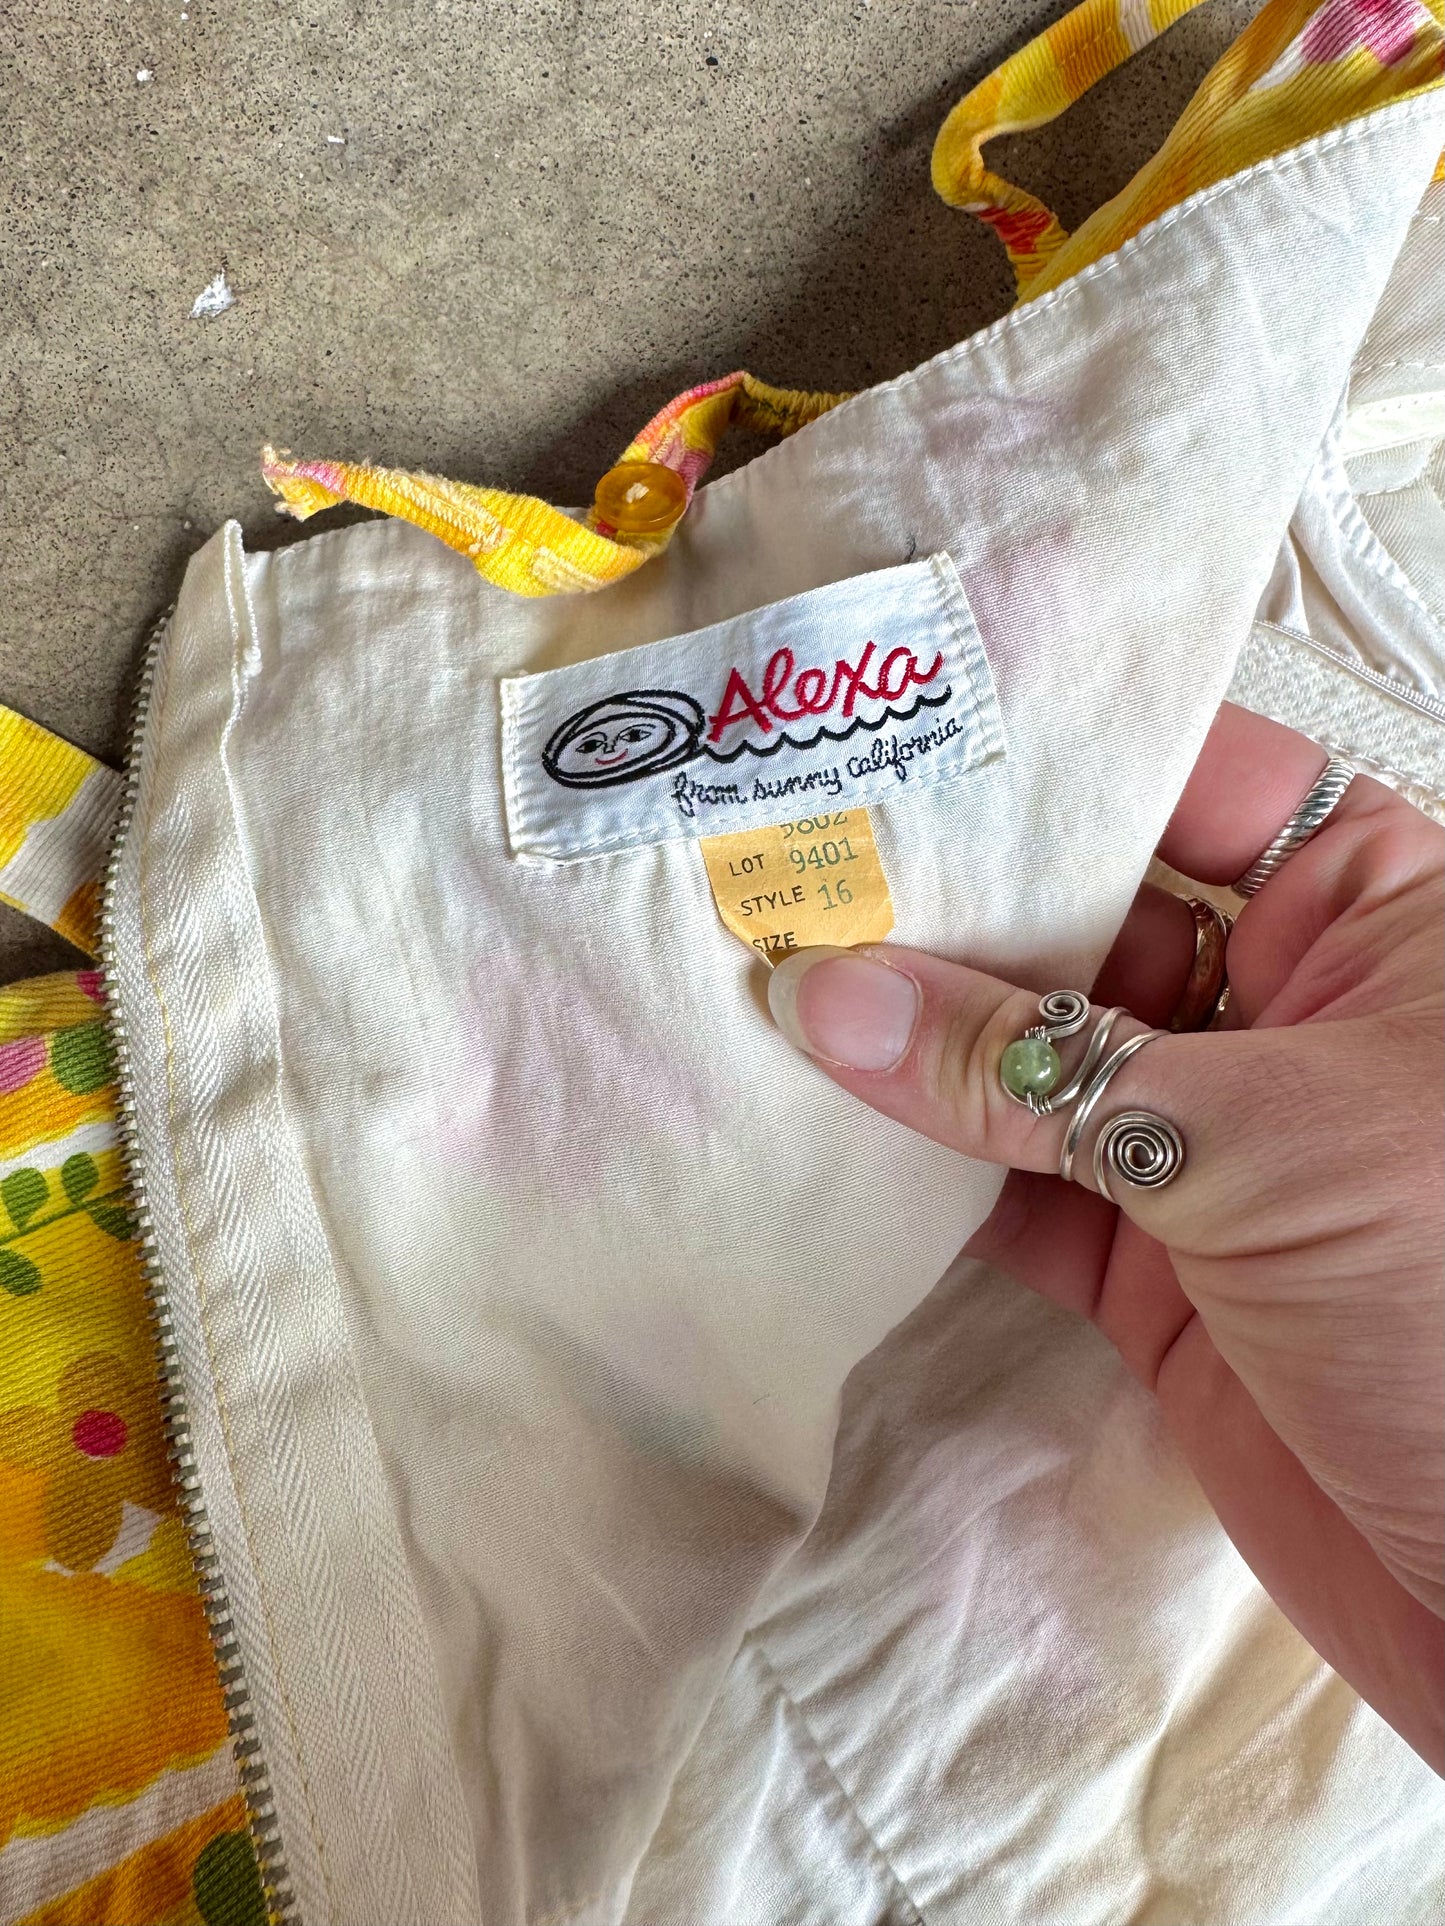 Alexa
from sunny california
LOT 9401
STYLE 16
SIZE